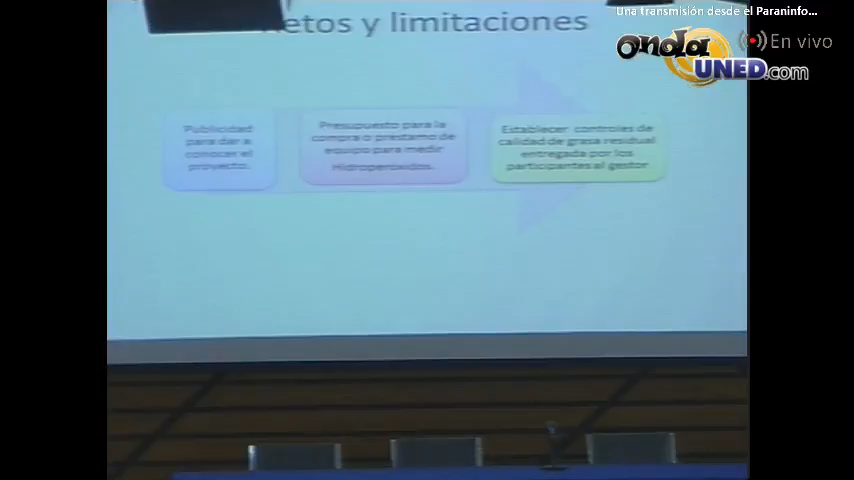 Una transmisión desde el Paraninfo...
onda
UNED.com
En vivo
etos y limitaciones
Publicidad
para dar a
conocer el
proyecto.
Presupuesto para la
compra o préstamo de
equipo para medir
Hidroperóxidos.
Establecer controles de
calidad de grasa residual
entregada por los
participantes al gestor